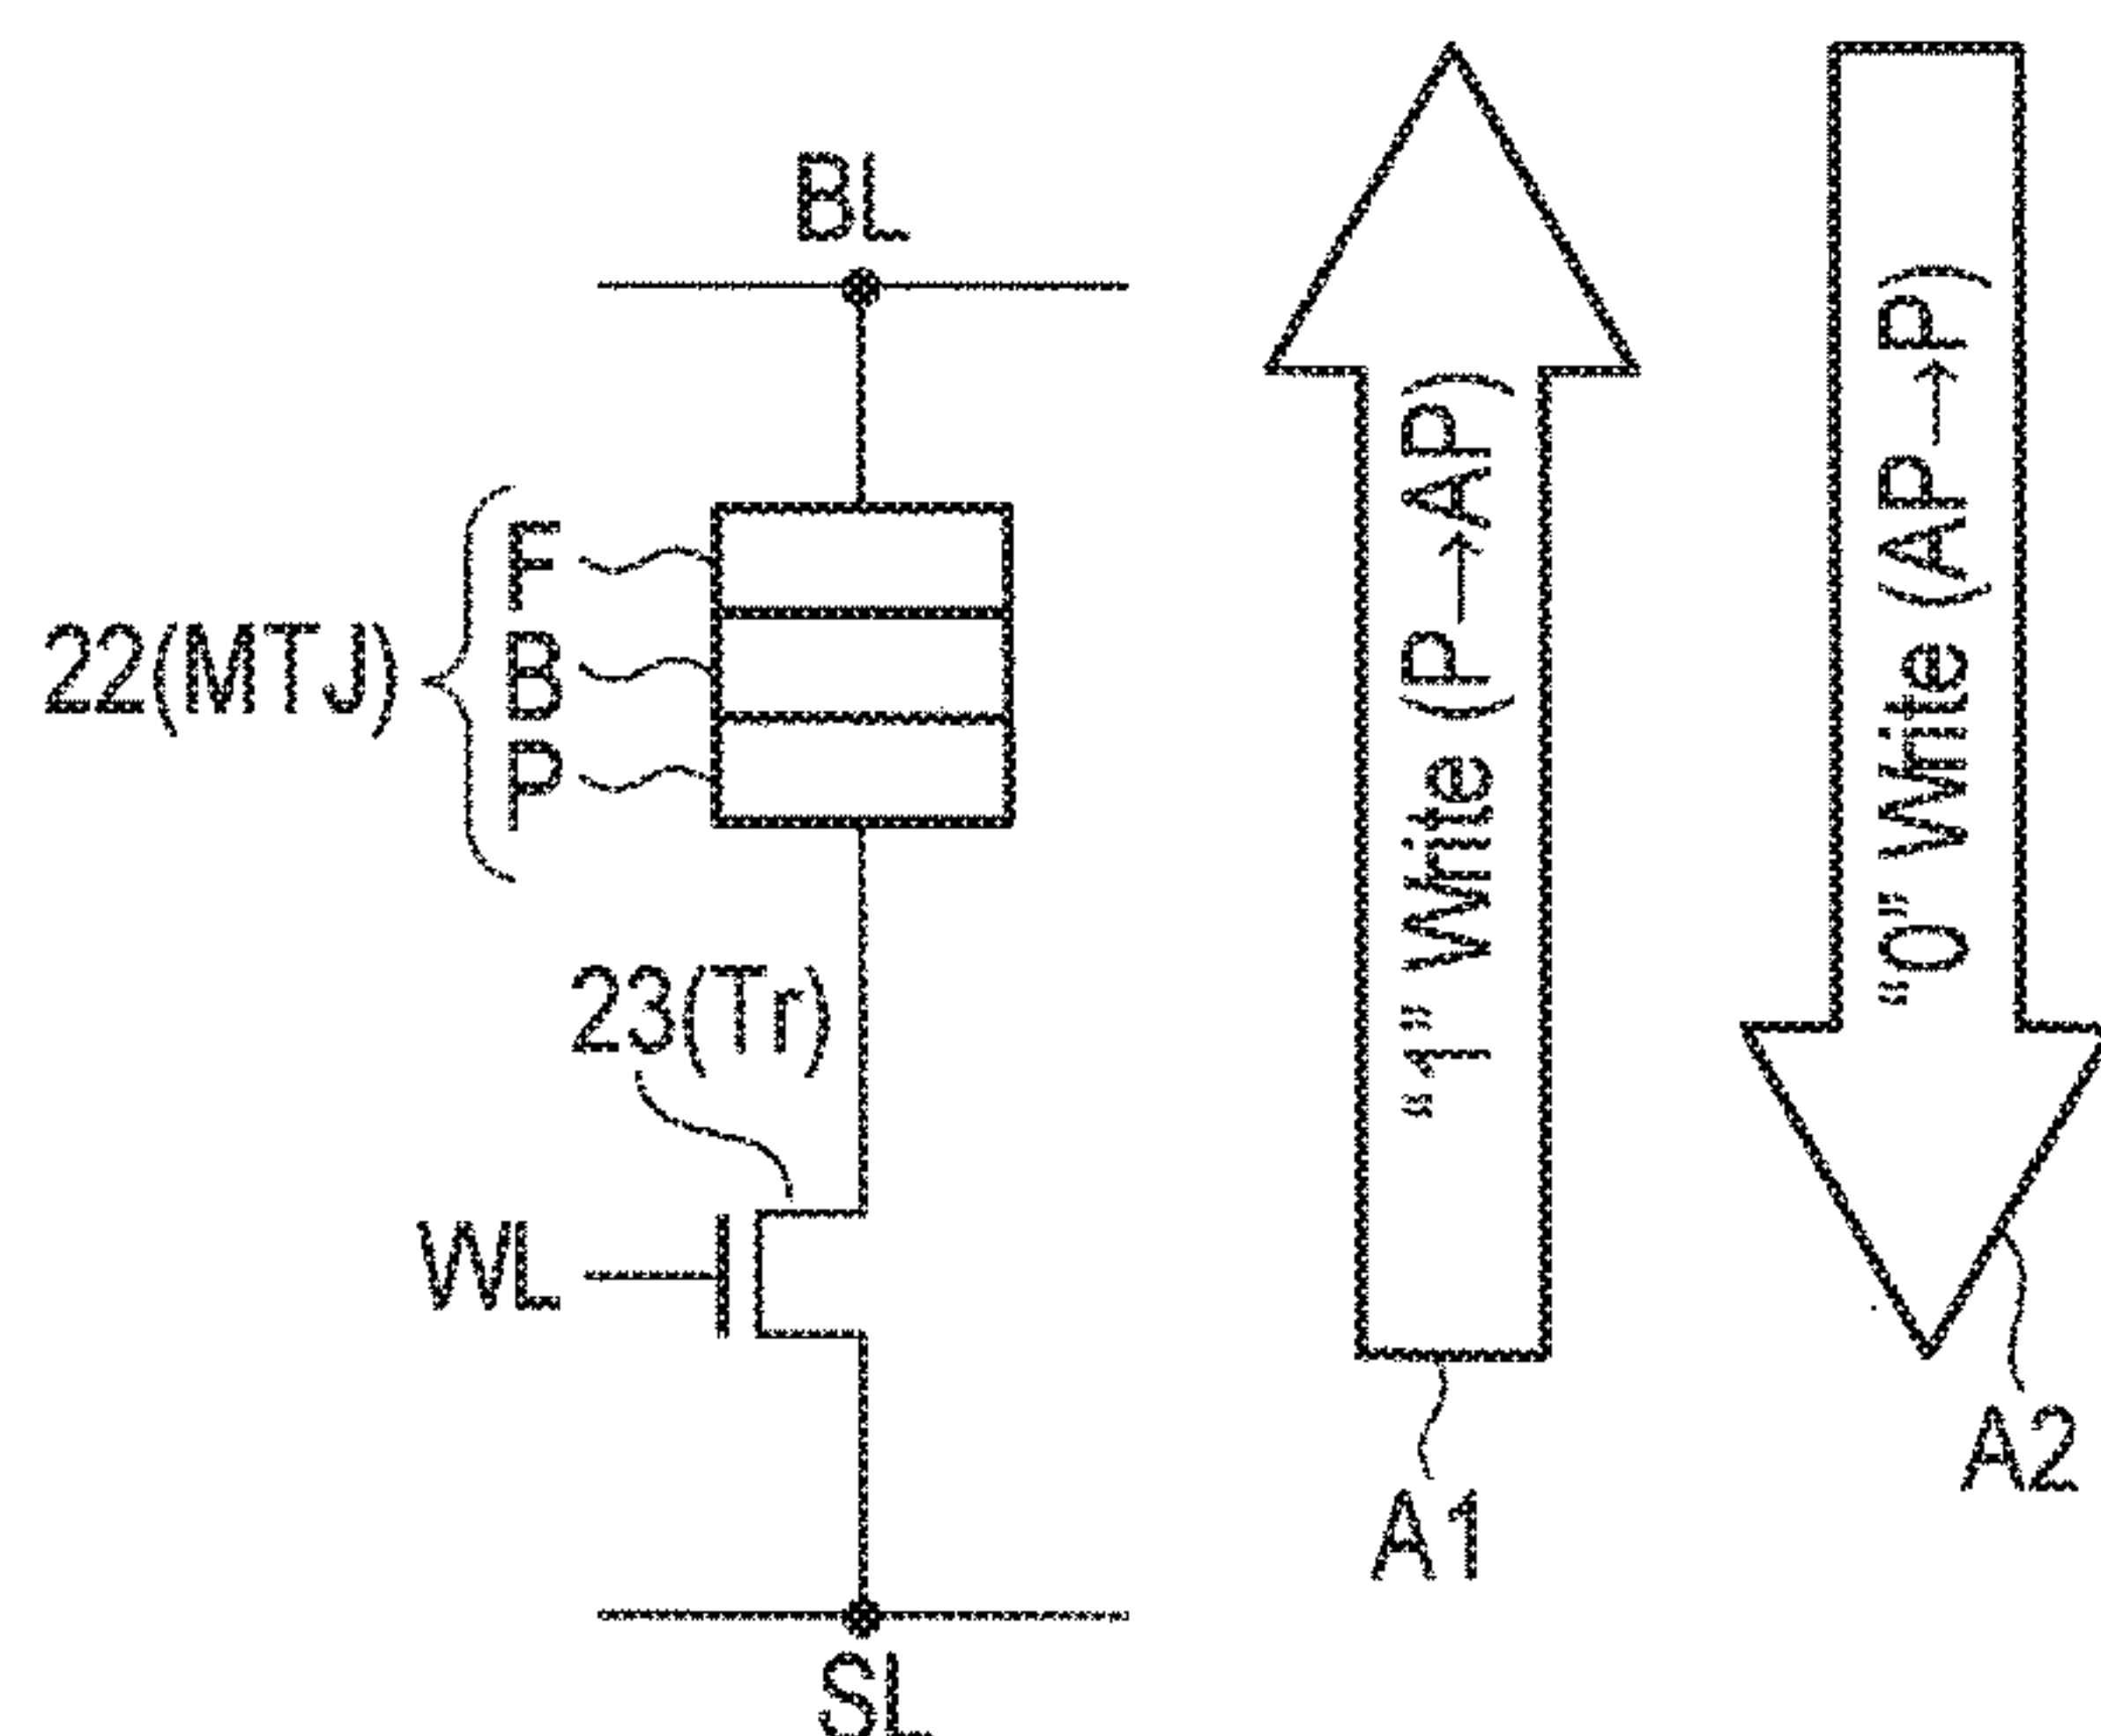 BL
22(MTJ)
F
B
P
23(Tr)
WL
SL
“1” Write (P→AP)
A1
“0” Write (AP→P)
A2